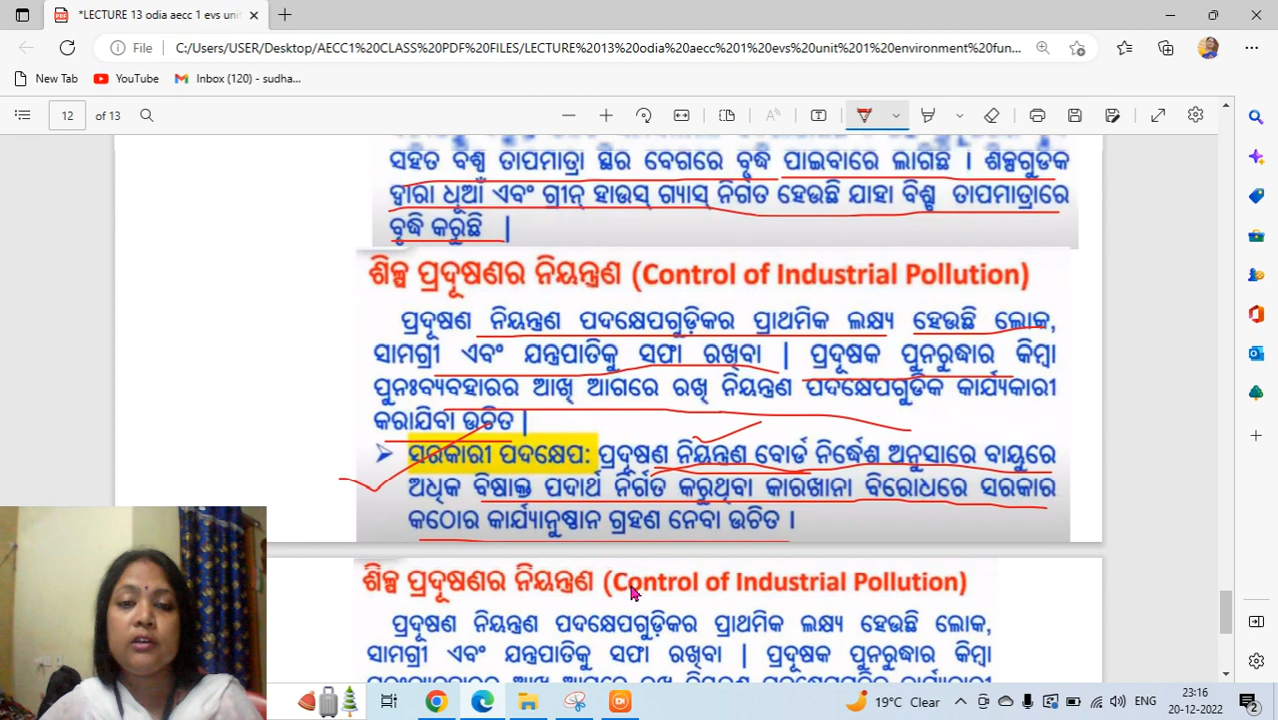 *LECTURE 13 odia aecc 1 evs uni
File C:/Users/USER/Desktop/AECC1%20CLASS%20PDF%20FILES/LECTURE%2013%20odia%20aecc%201%20evs%20unit%201%20environment%20fun...
New Tab YouTube Inbox (120) - sudha...
12 of 13
ସହିତ ବିଶ୍ୱ ତାପମାତ୍ରା ସ୍ଥିର ବେଗରେ ବୃଦ୍ଧି ପାଇବାରେ ଲାଗିଛି । ଶିଳ୍ପଗୁଡିକ
ଦ୍ୱାରା ଧୂଆଁ ଏବଂ ଗ୍ରୀନ୍ ହାଉସ୍ ଗ୍ୟାସ୍ ନିର୍ଗତ ହେଉଛି ଯାହା ବିଶ୍ୱ ତାପମାତ୍ରାରେ
ବୃଦ୍ଧି କରୁଛି |
ଶିଳ୍ପ ପ୍ରଦୂଷଣର ନିୟନ୍ତ୍ରଣ (Control of Industrial Pollution)
ପ୍ରଦୂଷଣ ନିୟନ୍ତ୍ରଣ ପଦକ୍ଷେପଗୁଡ଼ିକର ପ୍ରାଥମିକ ଲକ୍ଷ୍ୟ ହେଉଛି ଲୋକ,
ସାମଗ୍ରୀ ଏବଂ ଯନ୍ତ୍ରପାତିକୁ ସଫା ରଖିବା | ପ୍ରଦୂଷକ ପୁନରୁଦ୍ଧାର କିମ୍ବା
ପୁନଃବ୍ୟବହାରର ଆଖି ଆଗରେ ରଖି ନିୟନ୍ତ୍ରଣ ପଦକ୍ଷେପଗୁଡିକ କାର୍ଯ୍ୟକାରୀ
କରାଯିବା ଉଚିତ |
➢ ସରକାରୀ ପଦକ୍ଷେପ: ପ୍ରଦୂଷଣ ନିୟନ୍ତ୍ରଣ ବୋର୍ଡ ନିର୍ଦ୍ଦେଶ ଅନୁସାରେ ବାୟୁରେ
ଅଧିକ ବିଷାକ୍ତ ପଦାର୍ଥ ନିର୍ଗତ କରୁଥିବା କାରଖାନା ବିରୋଧରେ ସରକାର
କଠୋର କାର୍ଯ୍ୟାନୁଷ୍ଠାନ ଗ୍ରହଣ ନେବା ଉଚିତ ।
ଶିଳ୍ପ ପ୍ରଦୂଷଣର ନିୟନ୍ତ୍ରଣ (Control of Industrial Pollution)
ପ୍ରଦୂଷଣ ନିୟନ୍ତ୍ରଣ ପଦକ୍ଷେପଗୁଡ଼ିକର ପ୍ରାଥମିକ ଲକ୍ଷ୍ୟ ହେଉଛି ଲୋକ,
ସାମଗ୍ରୀ ଏବଂ ଯନ୍ତ୍ରପାତିକୁ ସଫା ରଖିବା | ପ୍ରଦୂଷକ ପୁନରୁଦ୍ଧାର କିମ୍ବା
19°C Clear ENG 23:16
20-12-2022 2